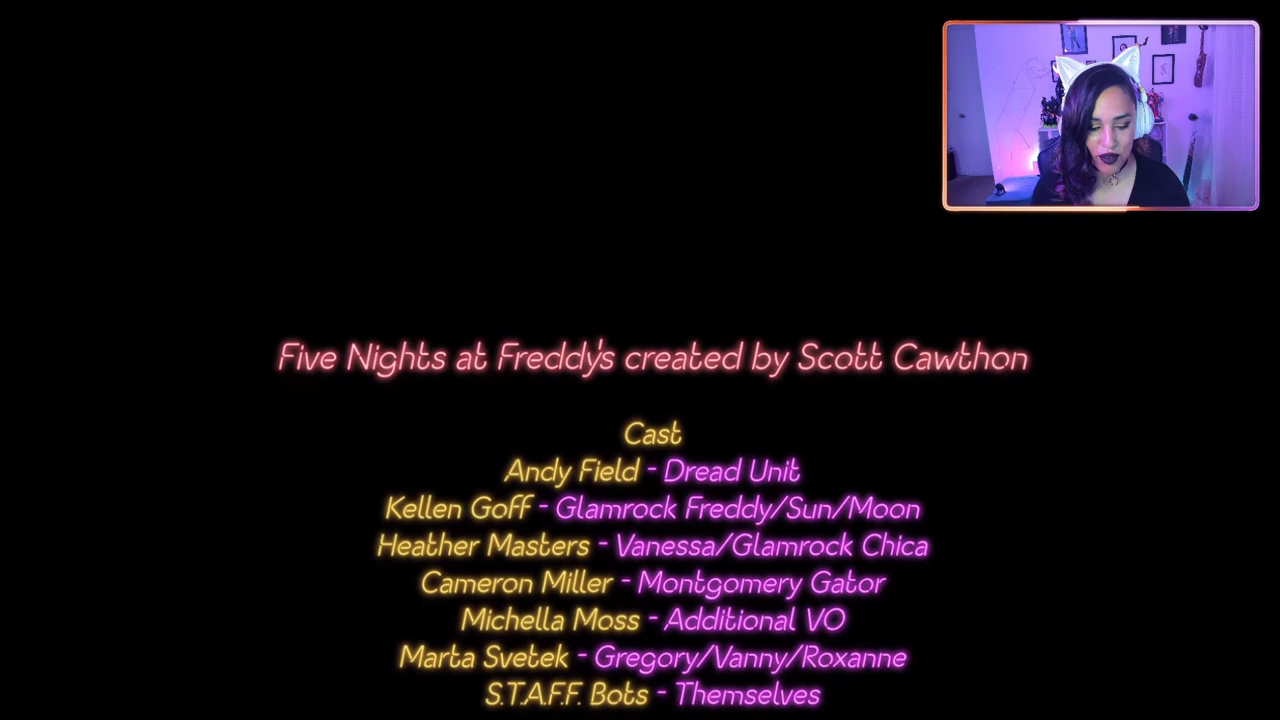 Five Nights at Freddy's created by Scott Cawthon
Cast
Andy Field - Dread Unit
Kellen Goff - Glamrock Freddy/Sun/Moon
Heather Masters - Vanessa/Glamrock Chica
Cameron Miller - Montgomery Gator
Michella Moss - Additional VO
Marta Svetek - Gregory/Vanny/Roxanne
S.T.A.F.F. Bots - Themselves